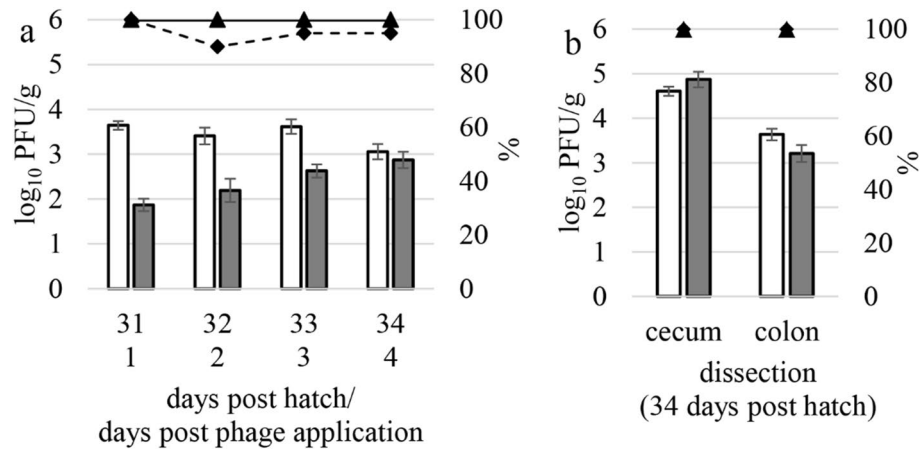 a
log10 PFU/g
6
5
4
3
2
1
0
100
80
60
40
20
0
%
31 32 33 34
1 2 3 4
days post hatch/
days post phage application
b
log10 PFU/g
6
5
4
3
2
1
0
100
80
60
40
20
0
%
cecum colon
dissection
(34 days post hatch)